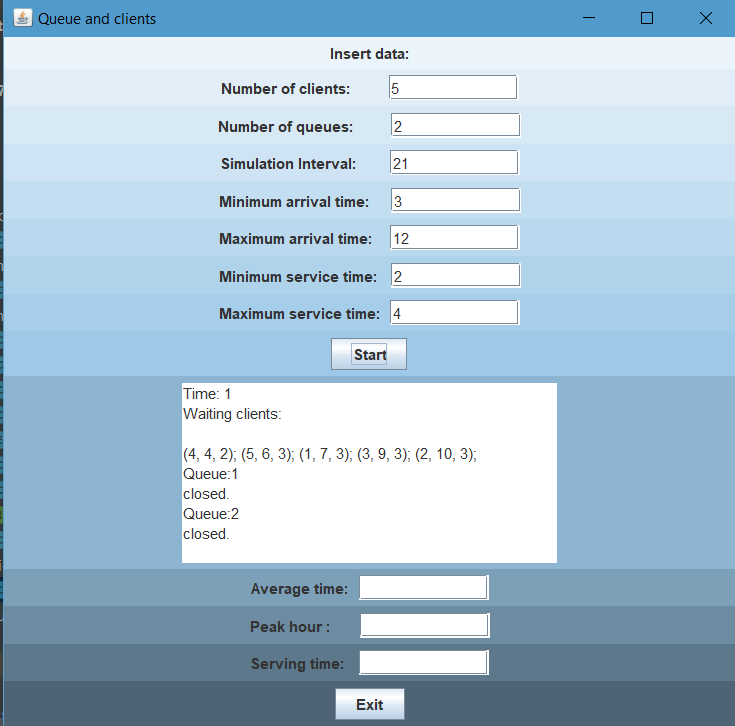 Queue and clients
Insert data:
Number of clients: 5
Number of queues: 2
Simulation Interval: 21
Minimum arrival time: 3
Maximum arrival time: 12
Minimum service time: 2
Maximum service time: 4
Start
Time: 1
Waiting clients:
(4, 4, 2); (5, 6, 3); (1, 7, 3); (3, 9, 3); (2, 10, 3);
Queue:1
closed.
Queue:2
closed.
Average time:
Peak hour :
Serving time:
Exit